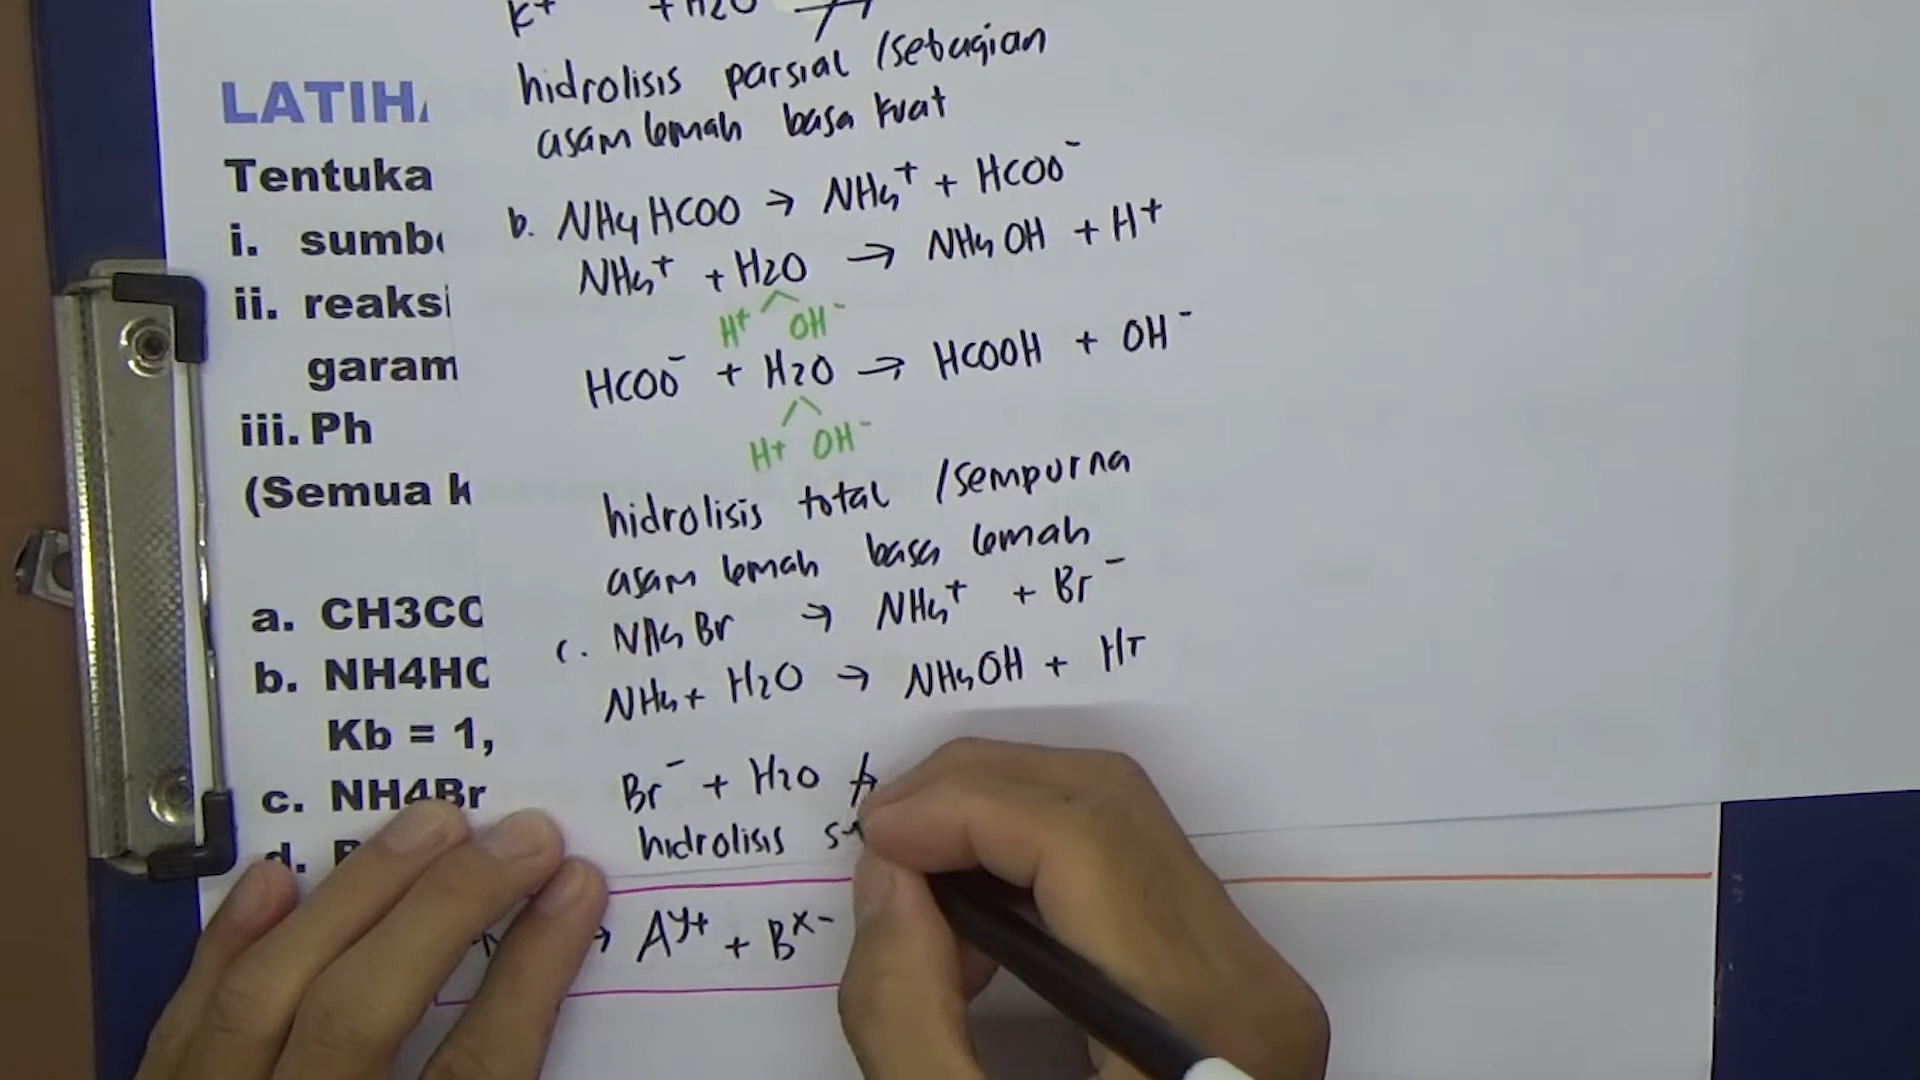 K+ + H2O
hidrolisis parsial /sebagian
asam lemah basa kuat
b. NH4HCOO → NH4+ + HCOO-
NH4+ + H2O → NH4OH + H+
H+ OH-
HCOO- + H2O → HCOOH + OH-
H+ OH-
hidrolisis total /sempurna
asam lemah basa lemah
c. NH4Br → NH4+ + Br-
NH4+ H2O → NH4OH + H+
Br- + H2O ↛
hidrolisis
→ Ay+ + Bx-
LATIH
Tentuka
i. sumb
ii. reaksi
garam
iii. Ph
(Semua k
a. CH3CO
b. NH4HC
Kb = 1,
c. NH4Br
d.